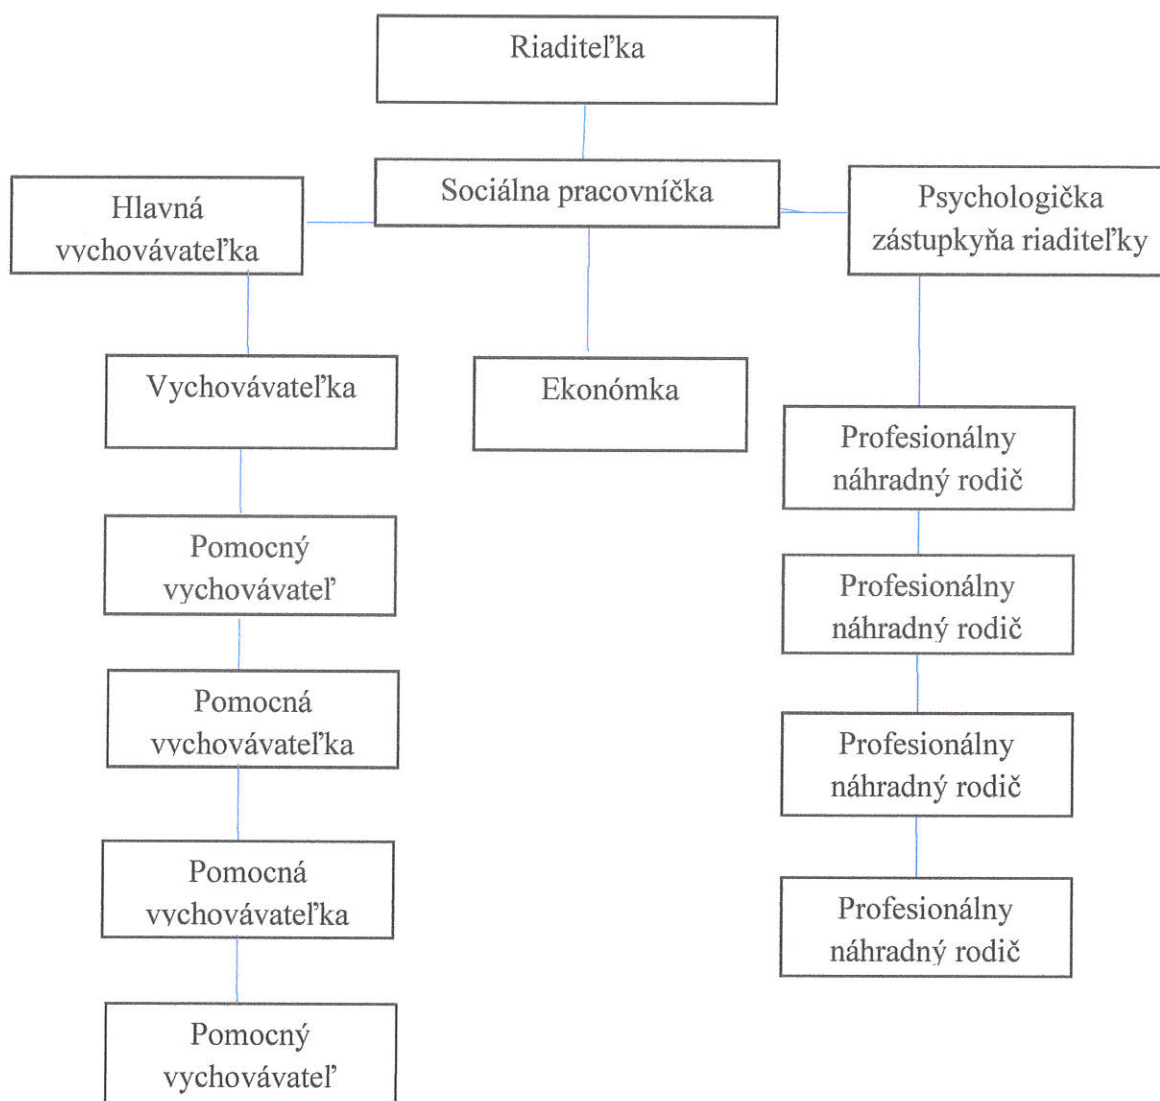 Riaditeľka
Sociálna pracovníčka
Hlavná
vychovávateľka
Psychologička
zástupkyňa riaditeľky
Vychovávateľka
Ekonómka
Profesionálny
náhradný rodič
Pomocný
vychovávateľ
Profesionálny
náhradný rodič
Pomocná
vychovávateľka
Profesionálny
náhradný rodič
Pomocná
vychovávateľka
Profesionálny
náhradný rodič
Pomocný
vychovávateľ